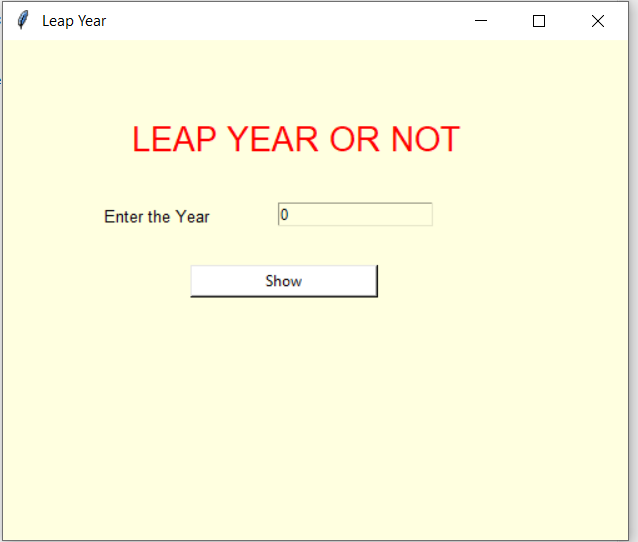 Leap Year
LEAP YEAR OR NOT
Enter the Year 0
Show